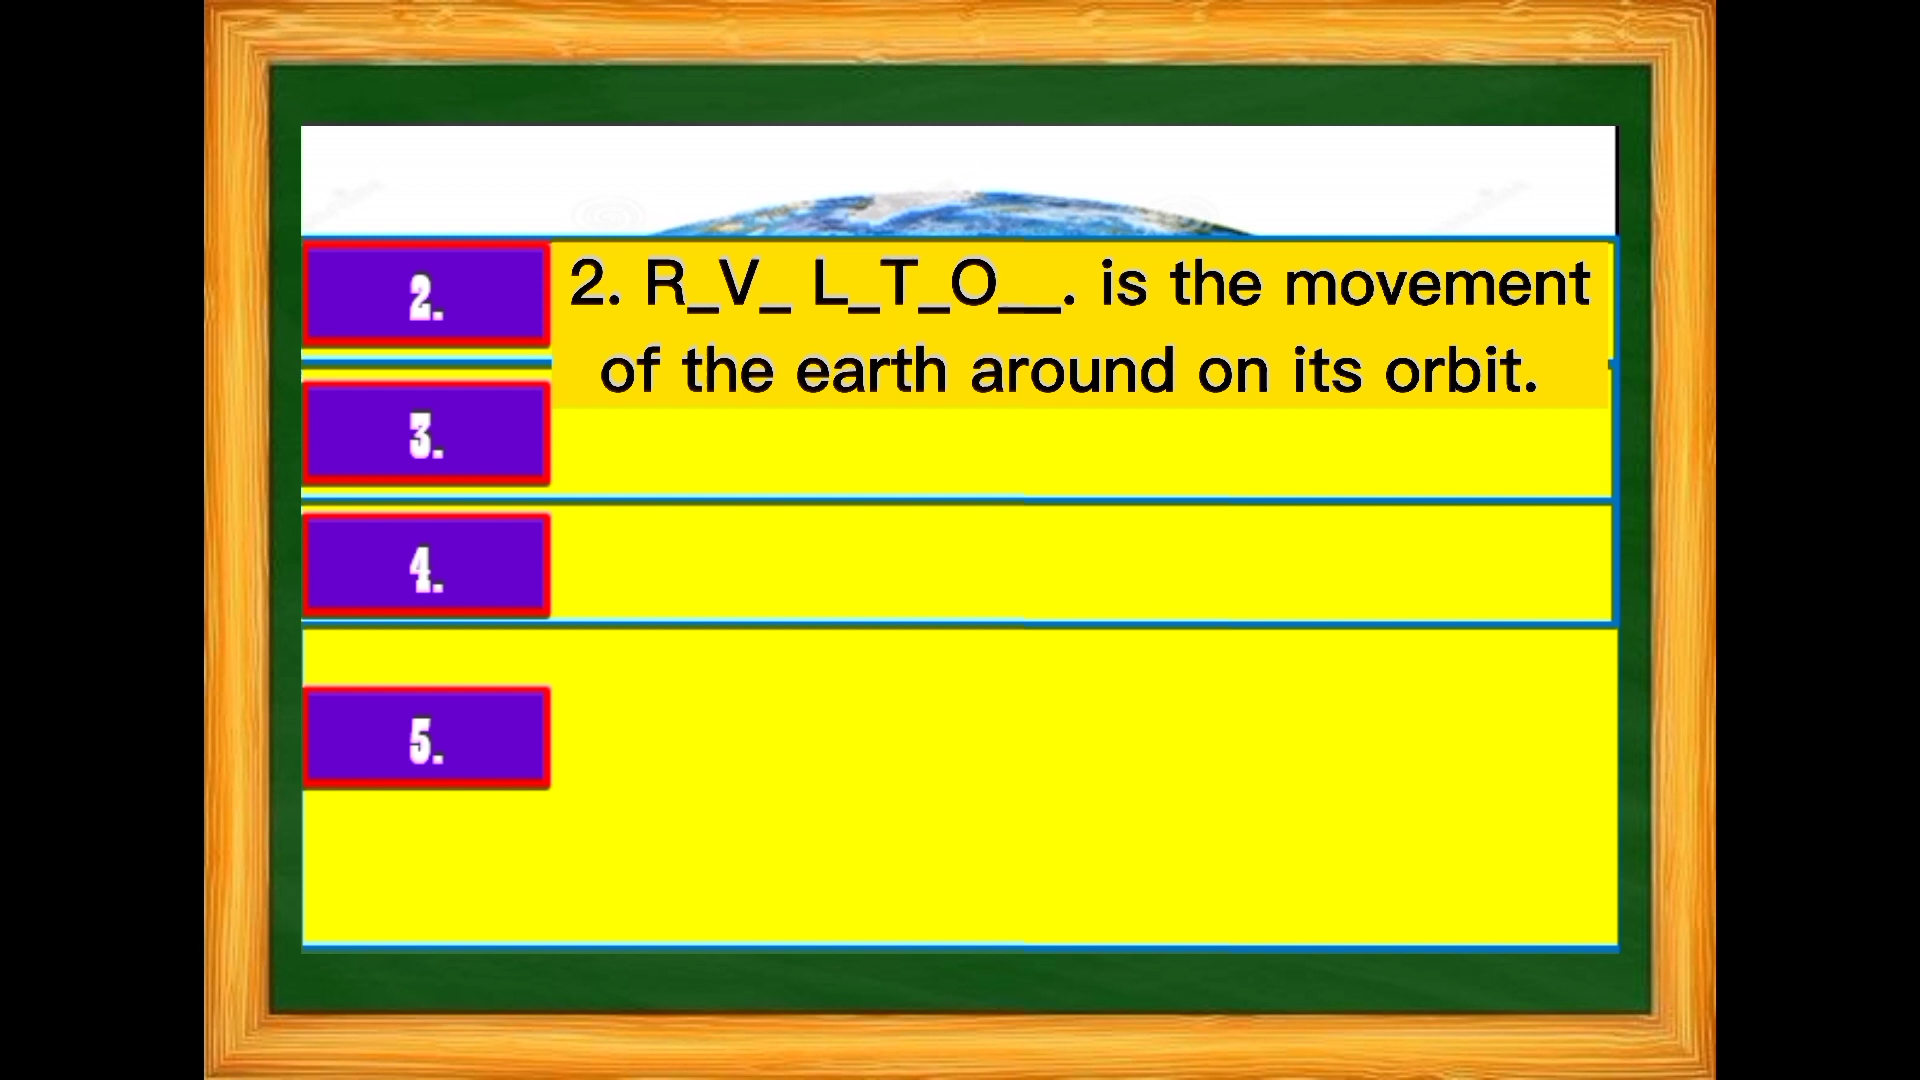 2.
2. R_V_ L_T_O__. is the movement
of the earth around on its orbit.
3.
4.
5.